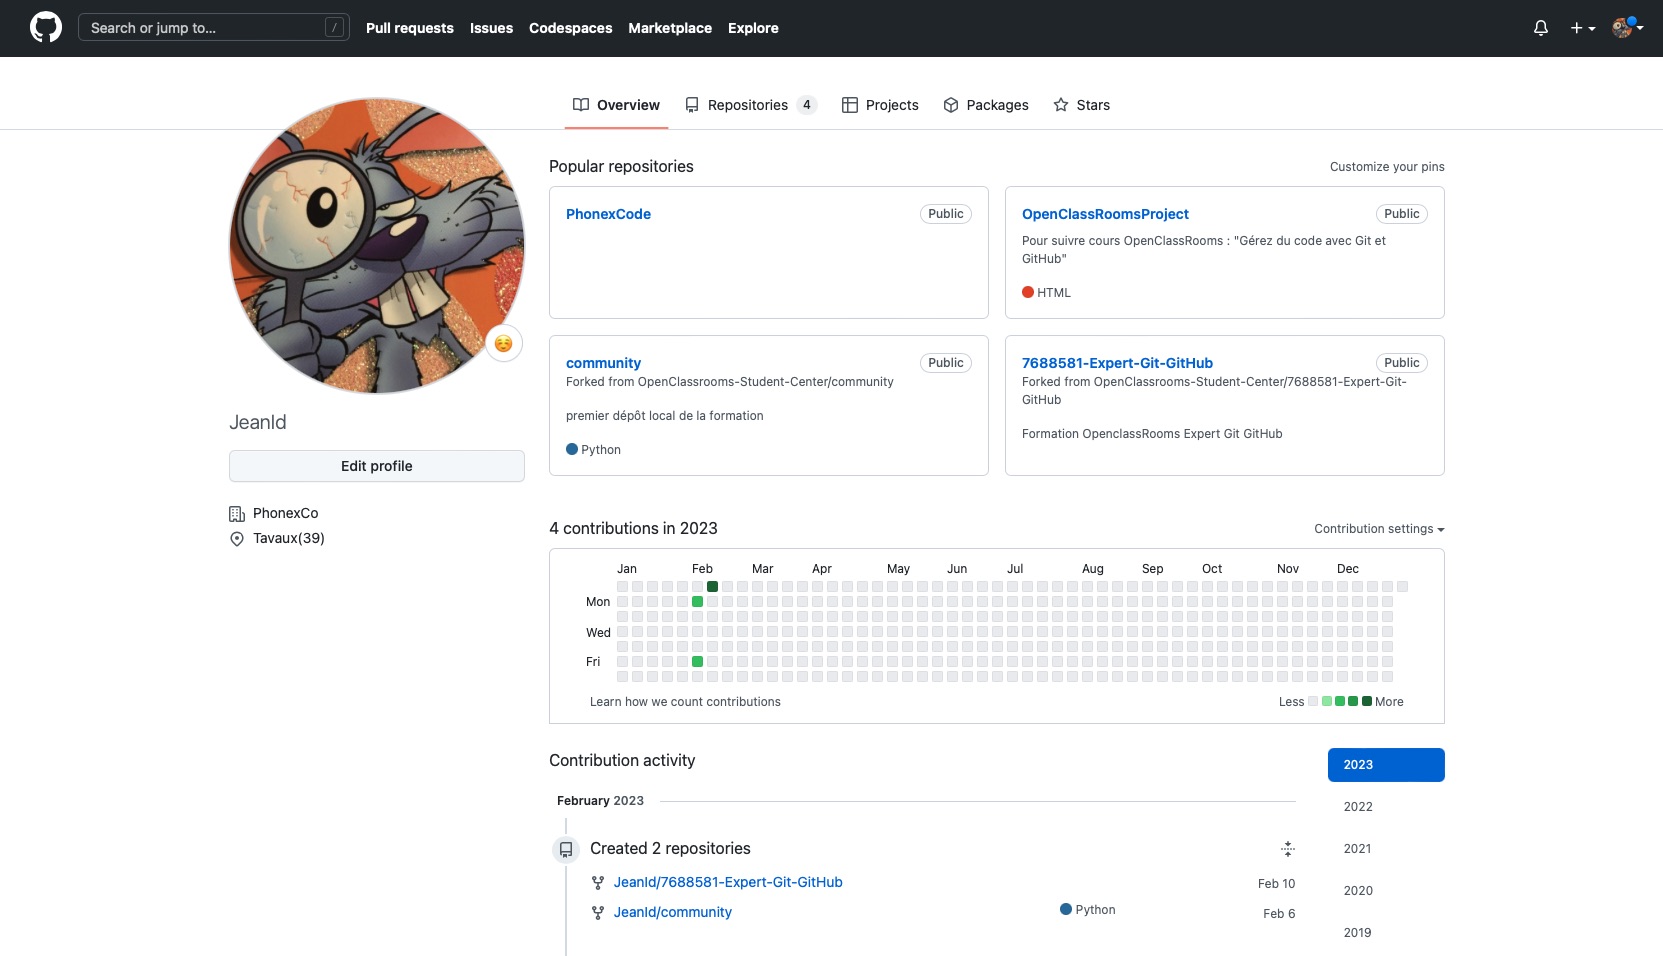 Search or jump to...
/
Pull requests
Issues
Codespaces
Marketplace
Explore
Overview
Repositories 4
Projects
Packages
Stars
JeanId
Edit profile
PhonexCo
Tavaux(39)
Popular repositories
Customize your pins
PhonexCode
Public
OpenClassRoomsProject
Public
Pour suivre cours OpenClassRooms : "Gérez du code avec Git et
GitHub"
HTML
community
Public
Forked from OpenClassrooms-Student-Center/community
premier dépôt local de la formation
Python
7688581-Expert-Git-GitHub
Public
Forked from OpenClassrooms-Student-Center/7688581-Expert-Git-
GitHub
Formation OpenclassRooms Expert Git GitHub
4 contributions in 2023
Contribution settings
Jan Feb Mar Apr May Jun Jul Aug Sep Oct Nov Dec
Mon
Wed
Fri
Learn how we count contributions
Less
More
Contribution activity
2023
2022
2021
2020
2019
February 2023
Created 2 repositories
JeanId/7688581-Expert-Git-GitHub
Feb 10
JeanId/community
Python
Feb 6